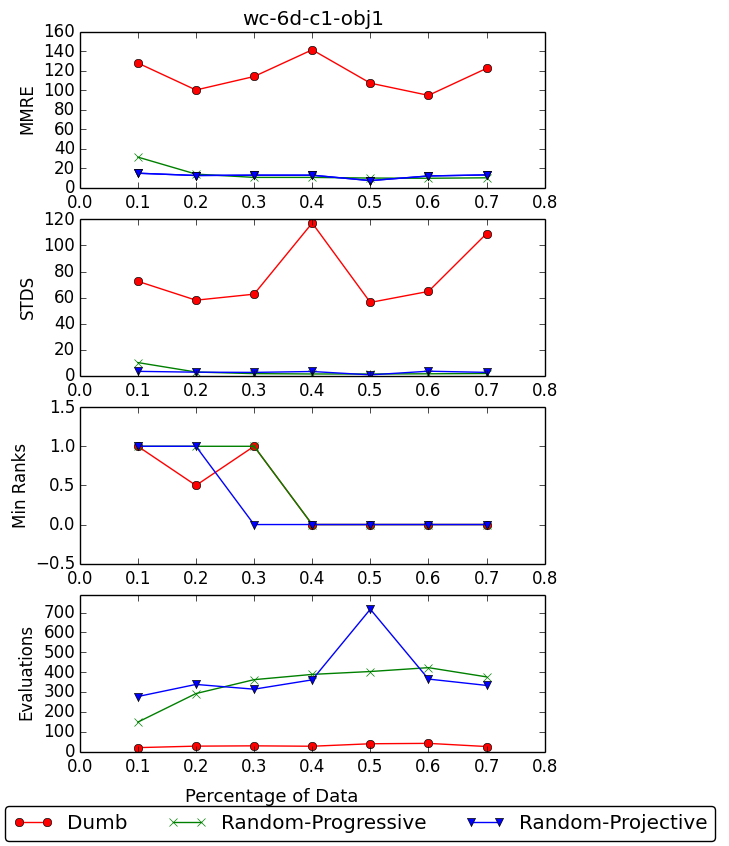 wc-6d-c1-obj1
160
140
120
100
80
60
40
20
0
MMRE
0.0 0.1 0.2 0.3 0.4 0.5 0.6 0.7 0.8
120
100
80
60
40
20
0
STDS
0.0 0.1 0.2 0.3 0.4 0.5 0.6 0.7 0.8
1.5
1.0
0.5
0.0
−0.5
Min Ranks
0.0 0.1 0.2 0.3 0.4 0.5 0.6 0.7 0.8
700
600
500
400
300
200
100
0
Evaluations
0.0 0.1 0.2 0.3 0.4 0.5 0.6 0.7 0.8
Percentage of Data
Dumb Random-Progressive Random-Projective